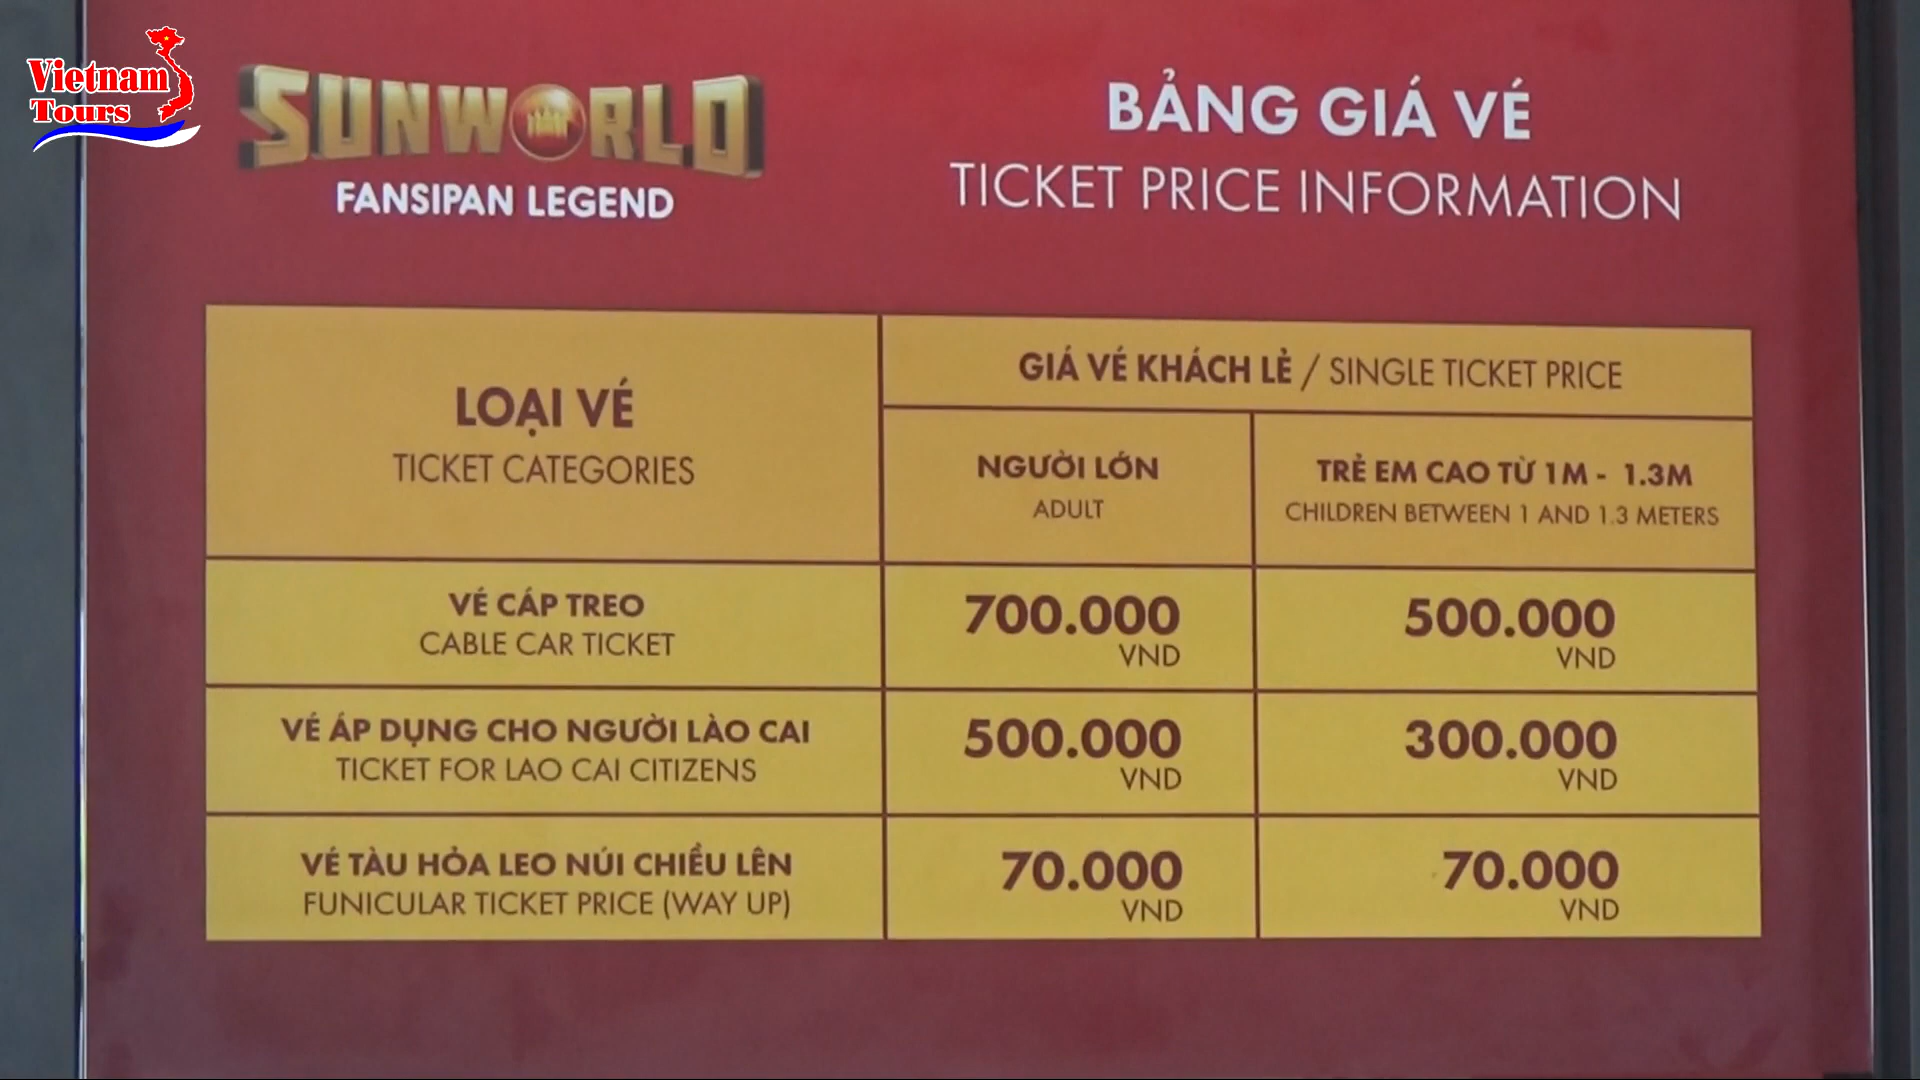 Vietnam
Tours
SUNWORLD
FANSIPAN LEGEND
BẢNG GIÁ VÉ
TICKET PRICE INFORMATION
LOẠI VÉ
TICKET CATEGORIES
GIÁ VÉ KHÁCH LẺ / SINGLE TICKET PRICE
NGƯỜI LỚN
ADULT
TRẺ EM CAO TỪ 1M - 1.3M
CHILDREN BETWEEN 1 AND 1.3 METERS
VÉ CÁP TREO
CABLE CAR TICKET
700.000
VND
500.000
VND
VÉ ÁP DỤNG CHO NGƯỜI LÀO CAI
TICKET FOR LAO CAI CITIZENS
500.000
VND
300.000
VND
VÉ TÀU HỎA LEO NÚI CHIỀU LÊN
FUNICULAR TICKET PRICE (WAY UP)
70.000
VND
70.000
VND